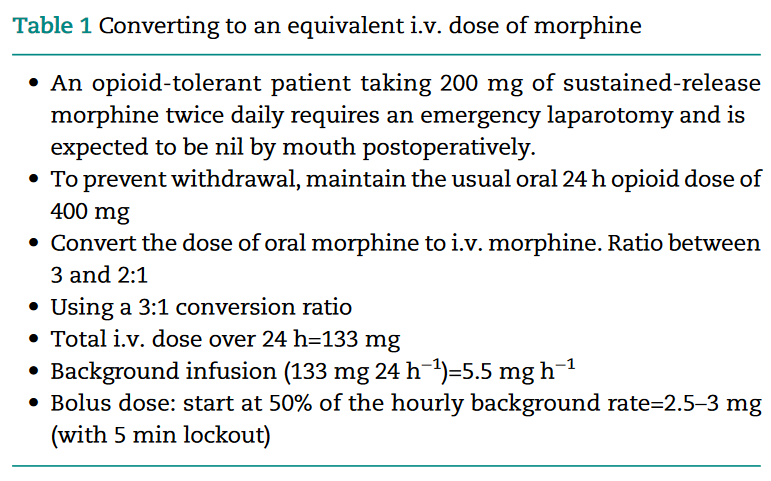 Table 1 Converting to an equivalent i.v. dose of morphine
• An opioid-tolerant patient taking 200 mg of sustained-release
morphine twice daily requires an emergency laparotomy and is
expected to be nil by mouth postoperatively.
• To prevent withdrawal, maintain the usual oral 24 h opioid dose of
400 mg
• Convert the dose of oral morphine to i.v. morphine. Ratio between
3 and 2:1
• Using a 3:1 conversion ratio
• Total i.v. dose over 24 h=133 mg
• Background infusion (133 mg 24 h⁻¹)=5.5 mg h⁻¹
• Bolus dose: start at 50% of the hourly background rate=2.5–3 mg
(with 5 min lockout)